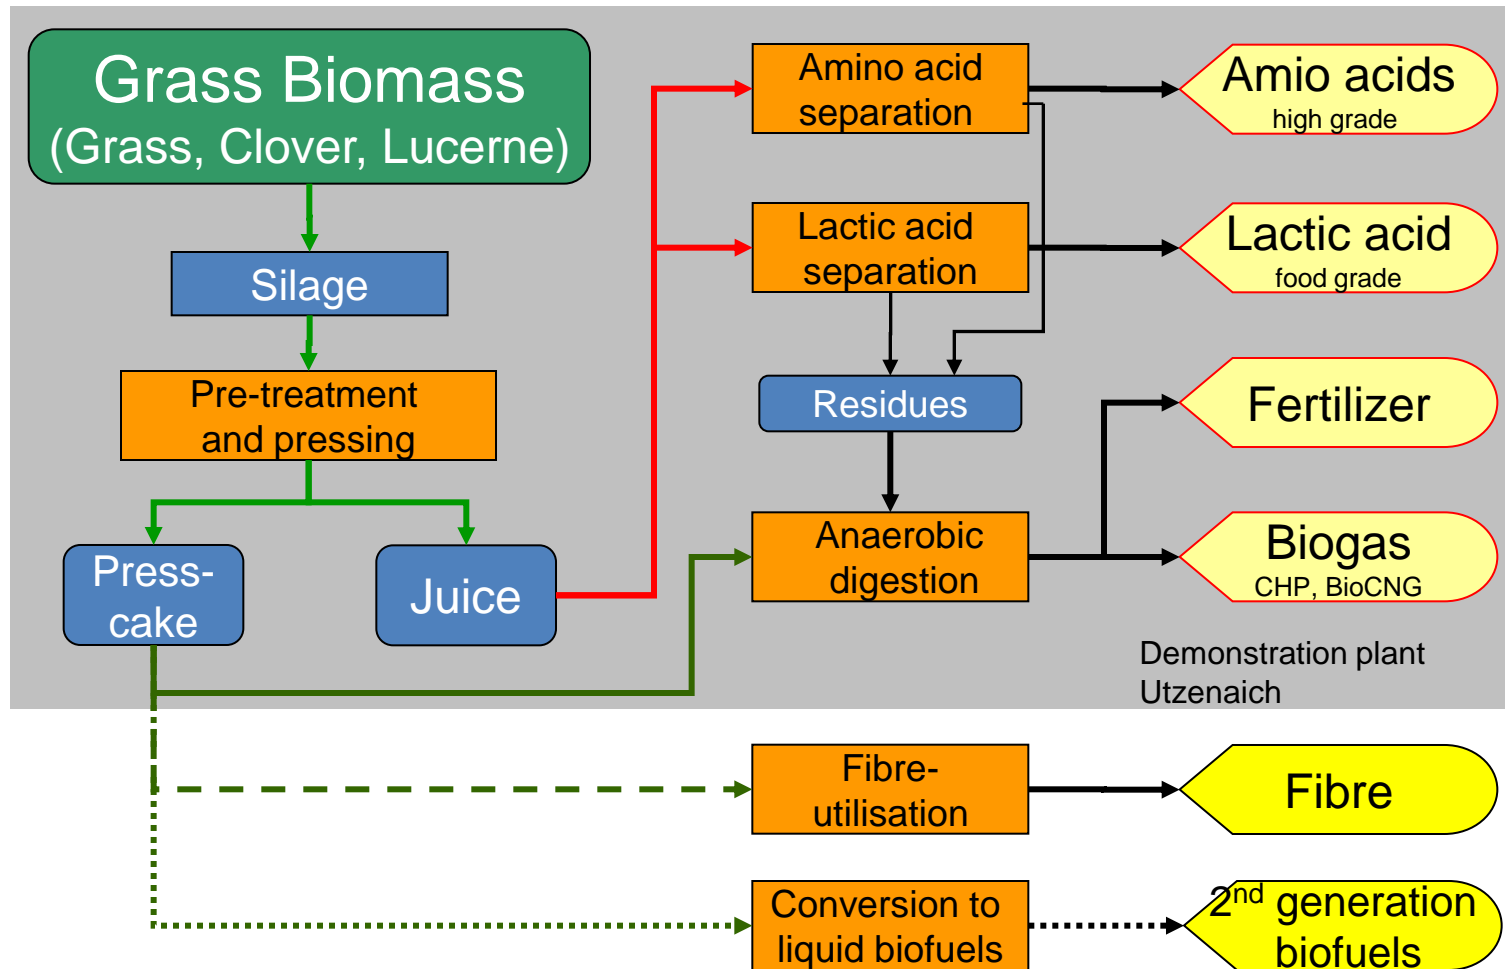 Grass Biomass
(Grass, Clover, Lucerne)
Silage
Pre-treatment
and pressing
Press-
cake
Juice
Amino acid
separation
Lactic acid
separation
Residues
Anaerobic
digestion
Amio acids
high grade
Lactic acid
food grade
Fertilizer
Biogas
CHP, BioCNG
Demonstration plant
Utzenaich
Fibre-
utilisation
Fibre
Conversion to
liquid biofuels
2nd generation
biofuels